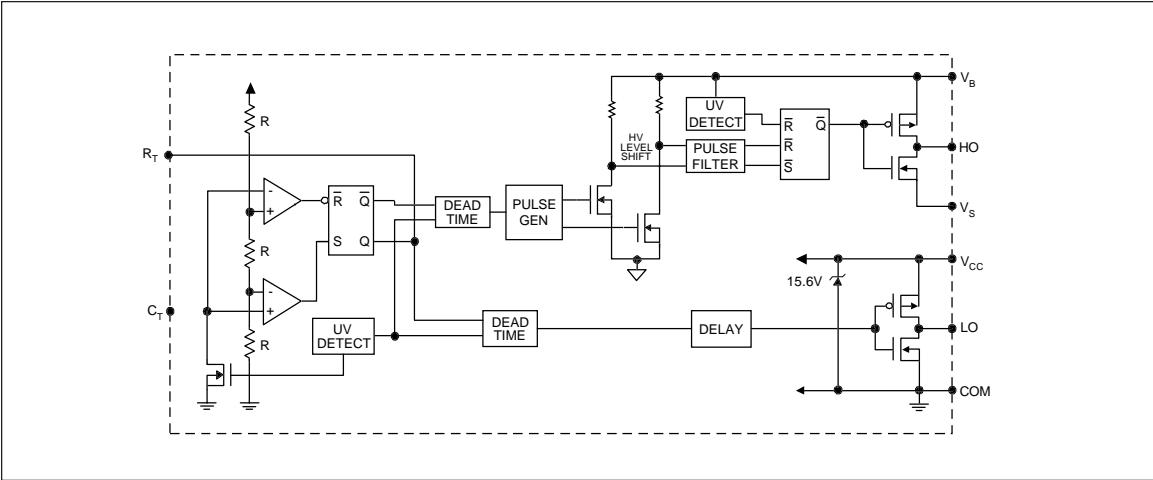 R
R_T
-
+
R̅ Q̅
S Q
R
-
+
C_T
R
UV
DETECT
DEAD
TIME
PULSE
GEN
HV
LEVEL
SHIFT
UV
DETECT
PULSE
FILTER
R̅ Q̅
R̅
S̅
V_B
HO
V_S
DEAD
TIME
DELAY
15.6V
V_CC
LO
COM